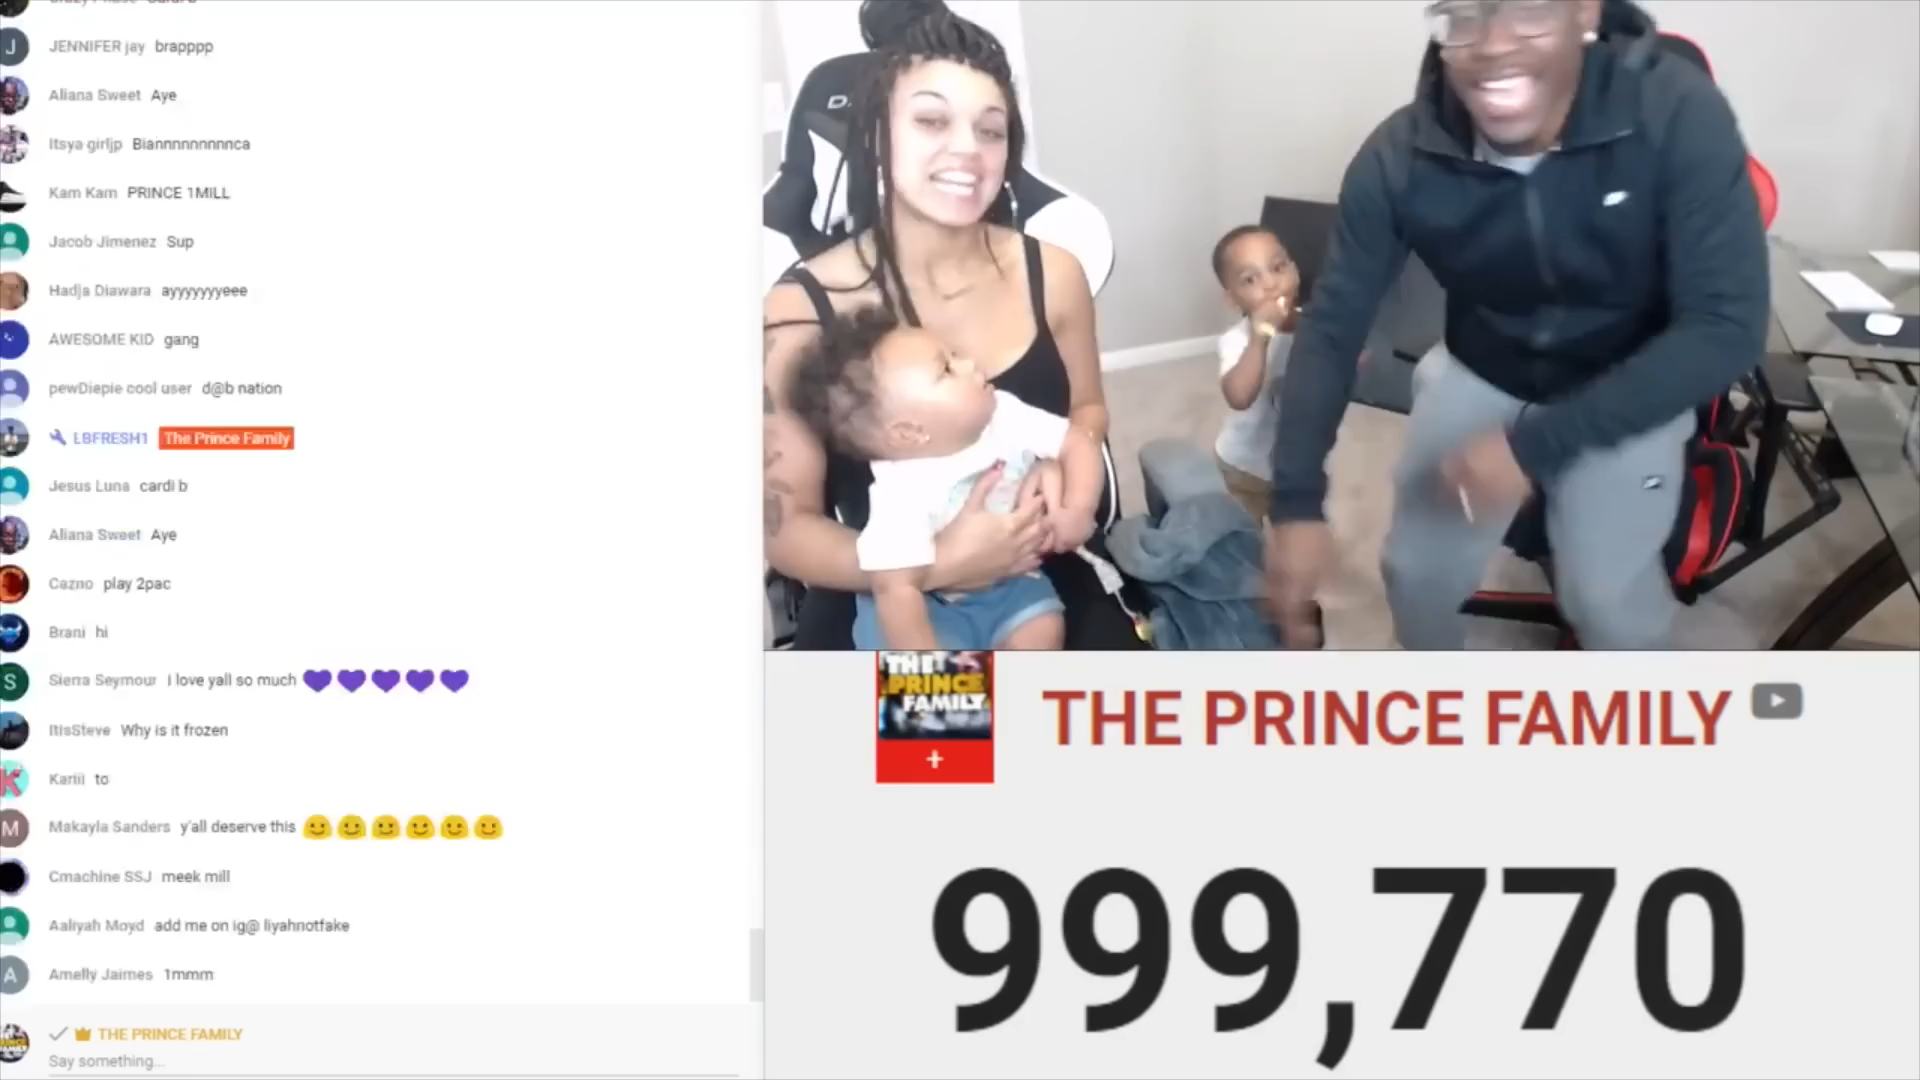 JENNIFER jay brapppp
Aliana Sweet Aye
Itsya girljp Biannnnnnnnnca
Kam Kam PRINCE 1MILL
Jacob Jimenez Sup
Hadja Diawara ayyyyyyyeee
AWESOME KID gang
pewDiepie cool user d@b nation
LBFRESH1 The Prince Family
Jesus Luna cardi b
Aliana Sweet Aye
Cazno play 2pac
Brani hi
Sierra Seymour I love yall so much 💜💜💜💜💜
ItisSteve Why is it frozen
Kariii to
Makayla Sanders y'all deserve this
Cmachine SSJ meek mill
Aaliyah Moyd add me on ig@ liyahnotfake
Amelly Jaimes 1mmm
THE PRINCE FAMILY
Say something...
THE
PRINCE
FAMILY
+
THE PRINCE FAMILY
999,770